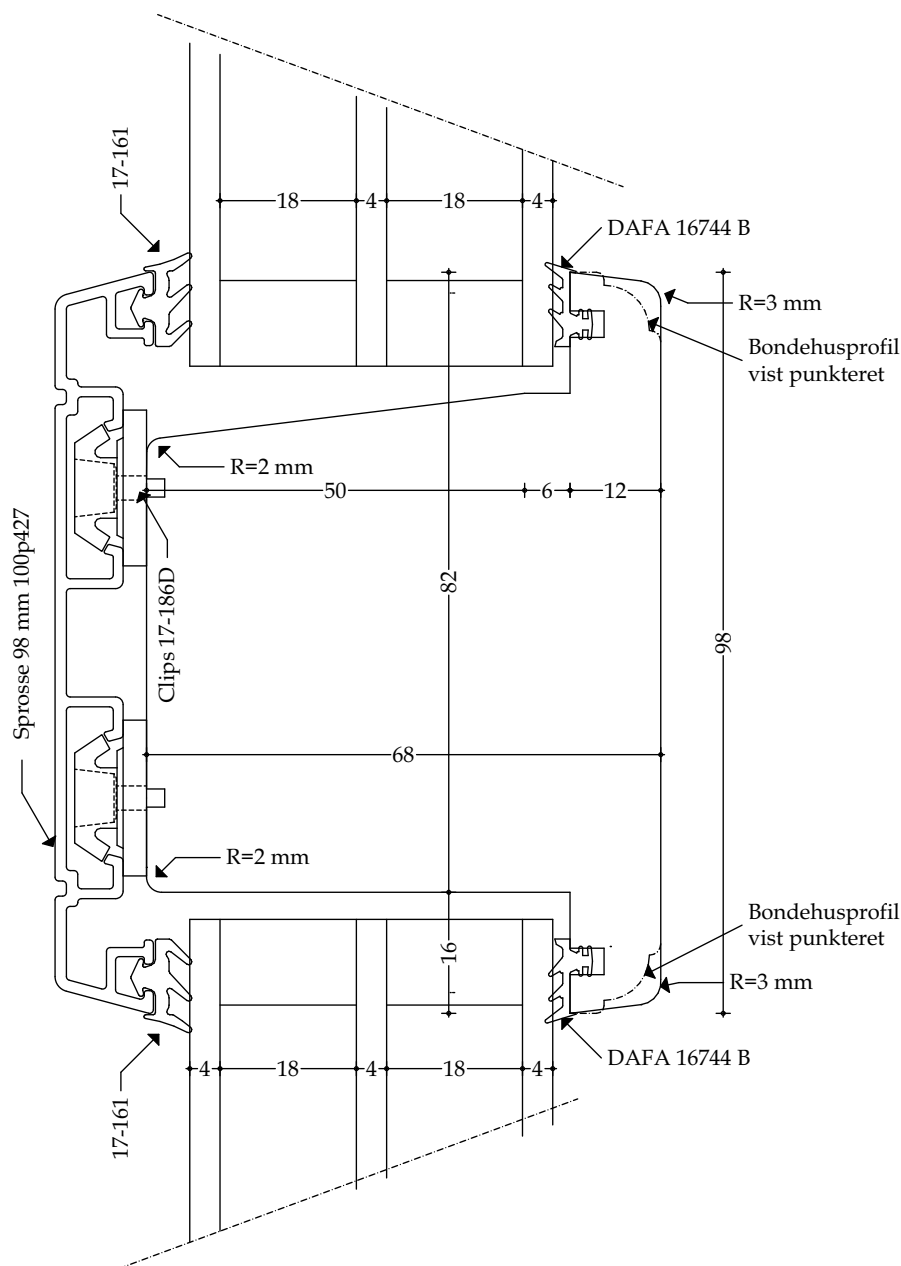 17-161
18
4
18
4
DAFA 16744 B
R=3 mm
Bondehusprofil
vist punkteret
R=2 mm
50
6
12
Sprosse 98 mm 100p427
Clips 17-186D
82
98
68
R=2 mm
Bondehusprofil
vist punkteret
16
R=3 mm
DAFA 16744 B
4
18
4
18
4
17-161